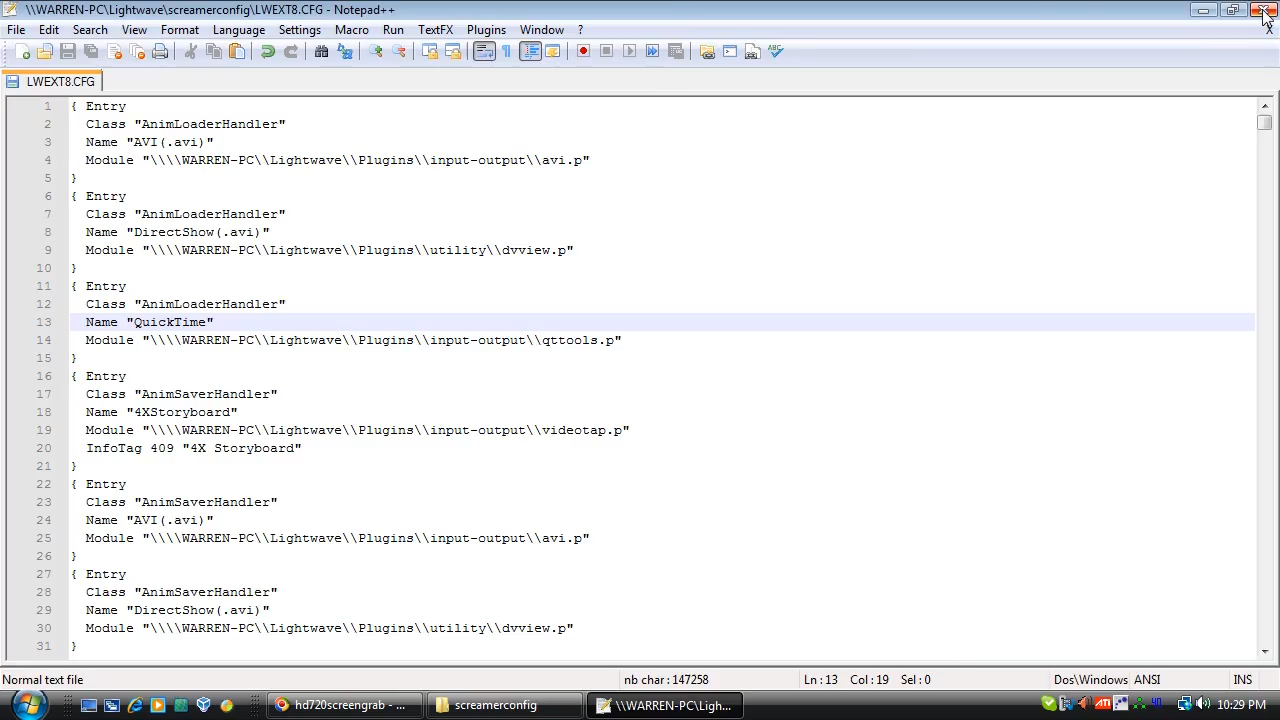 \\WARREN-PC\Lightwave\screamerconfig\LWEXT8.CFG - Notepad++
File Edit Search View Format Language Settings Macro Run TextFX Plugins Window ?
X
LWEXT8.CFG
1 { Entry
2 Class "AnimLoaderHandler"
3 Name "AVI(.avi)"
4 Module "\\\\WARREN-PC\\Lightwave\\Plugins\\input-output\\avi.p"
5 }
6 { Entry
7 Class "AnimLoaderHandler"
8 Name "DirectShow(.avi)"
9 Module "\\\\WARREN-PC\\Lightwave\\Plugins\\utility\\dvview.p"
10 }
11 { Entry
12 Class "AnimLoaderHandler"
13 Name "QuickTime"
14 Module "\\\\WARREN-PC\\Lightwave\\Plugins\\input-output\\qttools.p"
15 }
16 { Entry
17 Class "AnimSaverHandler"
18 Name "4XStoryboard"
19 Module "\\\\WARREN-PC\\Lightwave\\Plugins\\input-output\\videotap.p"
20 InfoTag 409 "4X Storyboard"
21 }
22 { Entry
23 Class "AnimSaverHandler"
24 Name "AVI(.avi)"
25 Module "\\\\WARREN-PC\\Lightwave\\Plugins\\input-output\\avi.p"
26 }
27 { Entry
28 Class "AnimSaverHandler"
29 Name "DirectShow(.avi)"
30 Module "\\\\WARREN-PC\\Lightwave\\Plugins\\utility\\dvview.p"
31 }
Normal text file nb char : 147258 Ln : 13 Col : 19 Sel : 0 Dos\Windows ANSI INS
hd720screengrab - ... screamerconfig \\WARREN-PC\Ligh... ATI 10:29 PM